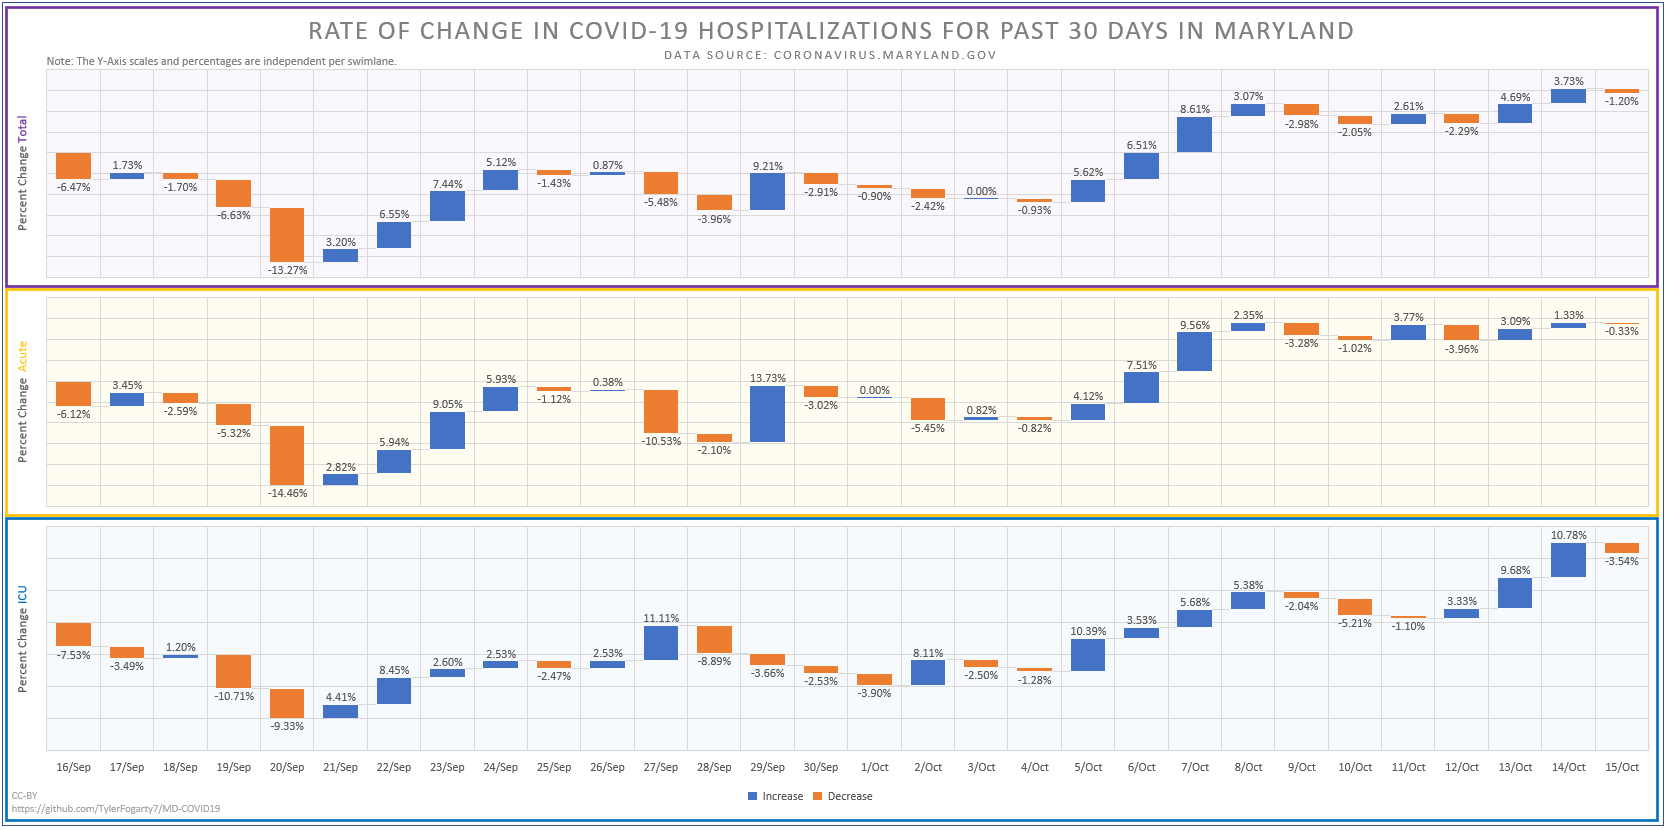 RATE OF CHANGE IN COVID-19 HOSPITALIZATIONS FOR PAST 30 DAYS IN MARYLAND
DATA SOURCE: CORONAVIRUS.MARYLAND.GOV
Note: The Y-Axis scales and percentages are independent per swimlane.
Percent Change Total
-6.47% 1.73% -1.70% -6.63% -13.27% 3.20% 6.55% 7.44% 5.12% -1.43% 0.87% -5.48% -3.96% 9.21% -2.91% -0.90% -2.42% 0.00% -0.93% 5.62% 6.51% 8.61% 3.07% -2.98% -2.05% 2.61% -2.29% 4.69% 3.73% -1.20%
Percent Change Acute
-6.12% 3.45% -2.59% -5.32% -14.46% 2.82% 5.94% 9.05% 5.93% -1.12% 0.38% -10.53% -2.10% 13.73% -3.02% 0.00% -5.45% 0.82% -0.82% 4.12% 7.51% 9.56% 2.35% -3.28% -1.02% 3.77% -3.96% 3.09% 1.33% -0.33%
Percent Change ICU
-7.53% -3.49% 1.20% -10.71% -9.33% 4.41% 8.45% 2.60% 2.53% -2.47% 2.53% 11.11% -8.89% -3.66% -2.53% -3.90% 8.11% -2.50% -1.28% 10.39% 3.53% 5.68% 5.38% -2.04% -5.21% -1.10% 3.33% 9.68% 10.78% -3.54%
16/Sep 17/Sep 18/Sep 19/Sep 20/Sep 21/Sep 22/Sep 23/Sep 24/Sep 25/Sep 26/Sep 27/Sep 28/Sep 29/Sep 30/Sep 1/Oct 2/Oct 3/Oct 4/Oct 5/Oct 6/Oct 7/Oct 8/Oct 9/Oct 10/Oct 11/Oct 12/Oct 13/Oct 14/Oct 15/Oct
Increase Decrease
CC-BY
https://github.com/TylerFogarty7/MD-COVID19